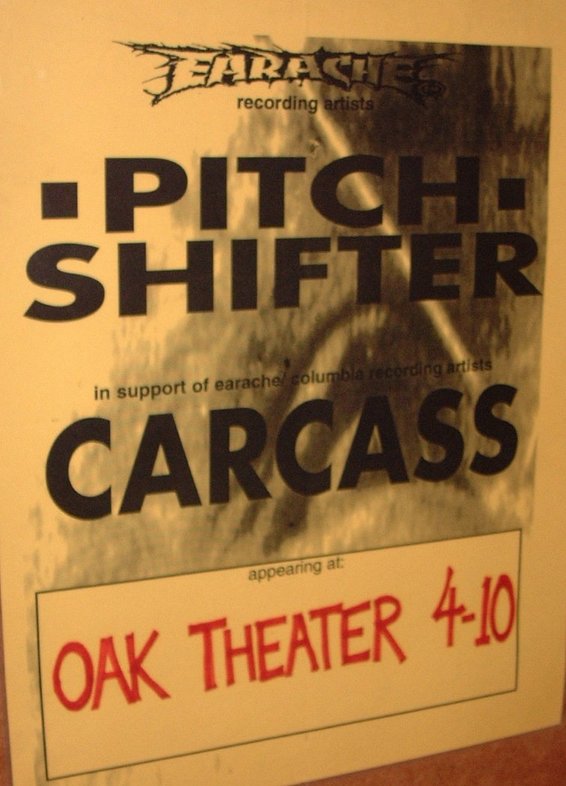 EARACHE
recording artists
▪PITCH▪
SHIFTER
in support of earache/ columbia recording artists
CARCASS
appearing at:
OAK THEATER 4-10